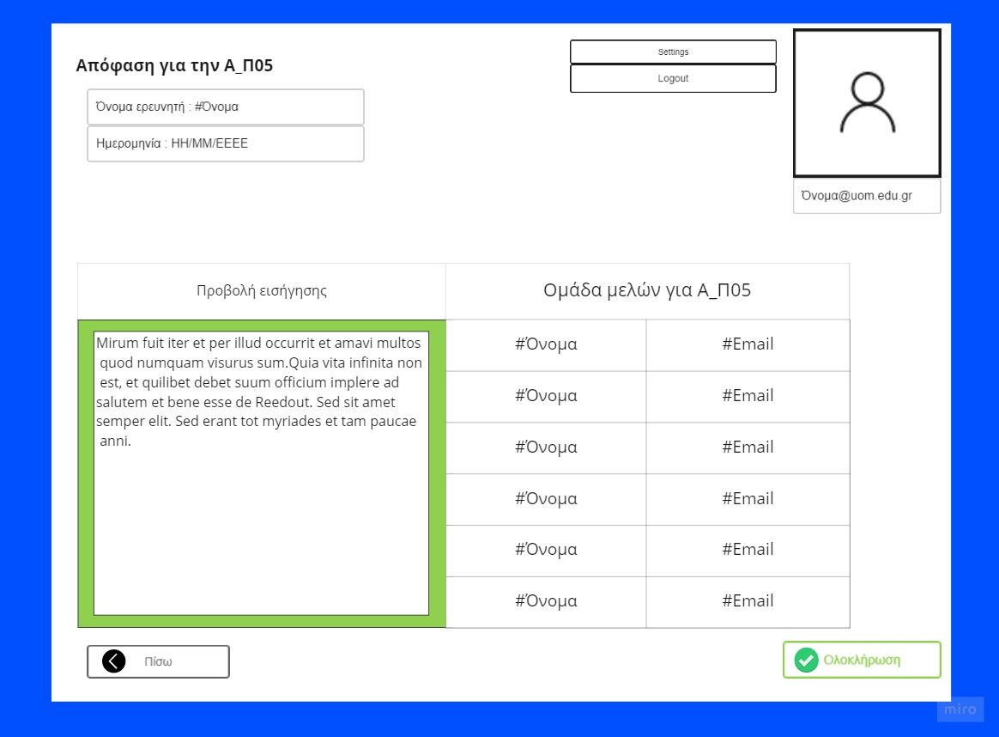 Απόφαση για την Α_Π05
Όνομα ερευνητή : #Όνομα
Ημερομηνία : ΗΗ/ΜΜ/ΕΕΕΕ
Settings
Logout
Όνομα@uom.edu.gr
Προβολή εισήγησης
Ομάδα μελών για Α_Π05
Mirum fuit iter et per illud occurrit et amavi multos
quod numquam visurus sum.Quia vita infinita non
est, et quilibet debet suum officium implere ad
salutem et bene esse de Reedout. Sed sit amet
semper elit. Sed erant tot myriades et tam paucae
anni.
#Όνομα #Email
#Όνομα #Email
#Όνομα #Email
#Όνομα #Email
#Όνομα #Email
#Όνομα #Email
Πίσω
Ολοκλήρωση
miro